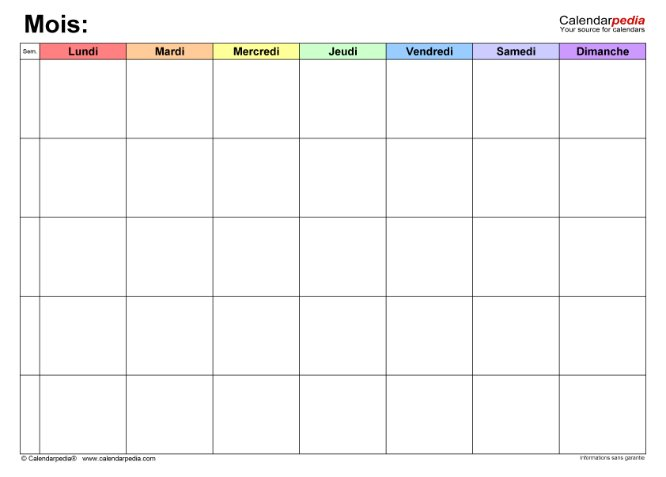 Mois:
Calendarpedia
Your source for calendars
Sem. Lundi Mardi Mercredi Jeudi Vendredi Samedi Dimanche
© Calendarpedia® www.calendarpedia.com
Informations sans garantie